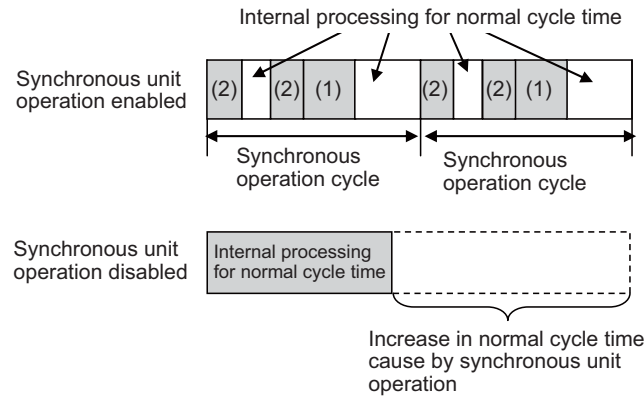 Internal processing for normal cycle time
Synchronous unit
operation enabled
(2) (2) (1) (2) (2) (1)
Synchronous
operation cycle
Synchronous
operation cycle
Synchronous unit
operation disabled
Internal processing
for normal cycle time
Increase in normal cycle time
cause by synchronous unit
operation